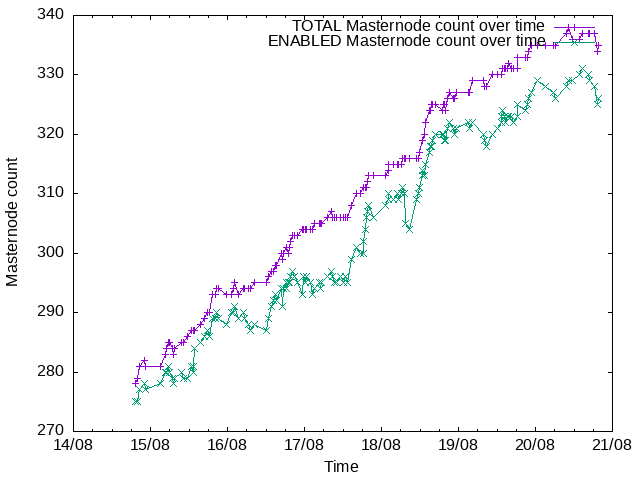 TOTAL Masternode count over time
ENABLED Masternode count over time
340
330
320
310
300
290
280
270
Masternode count
14/08 15/08 16/08 17/08 18/08 19/08 20/08 21/08
Time